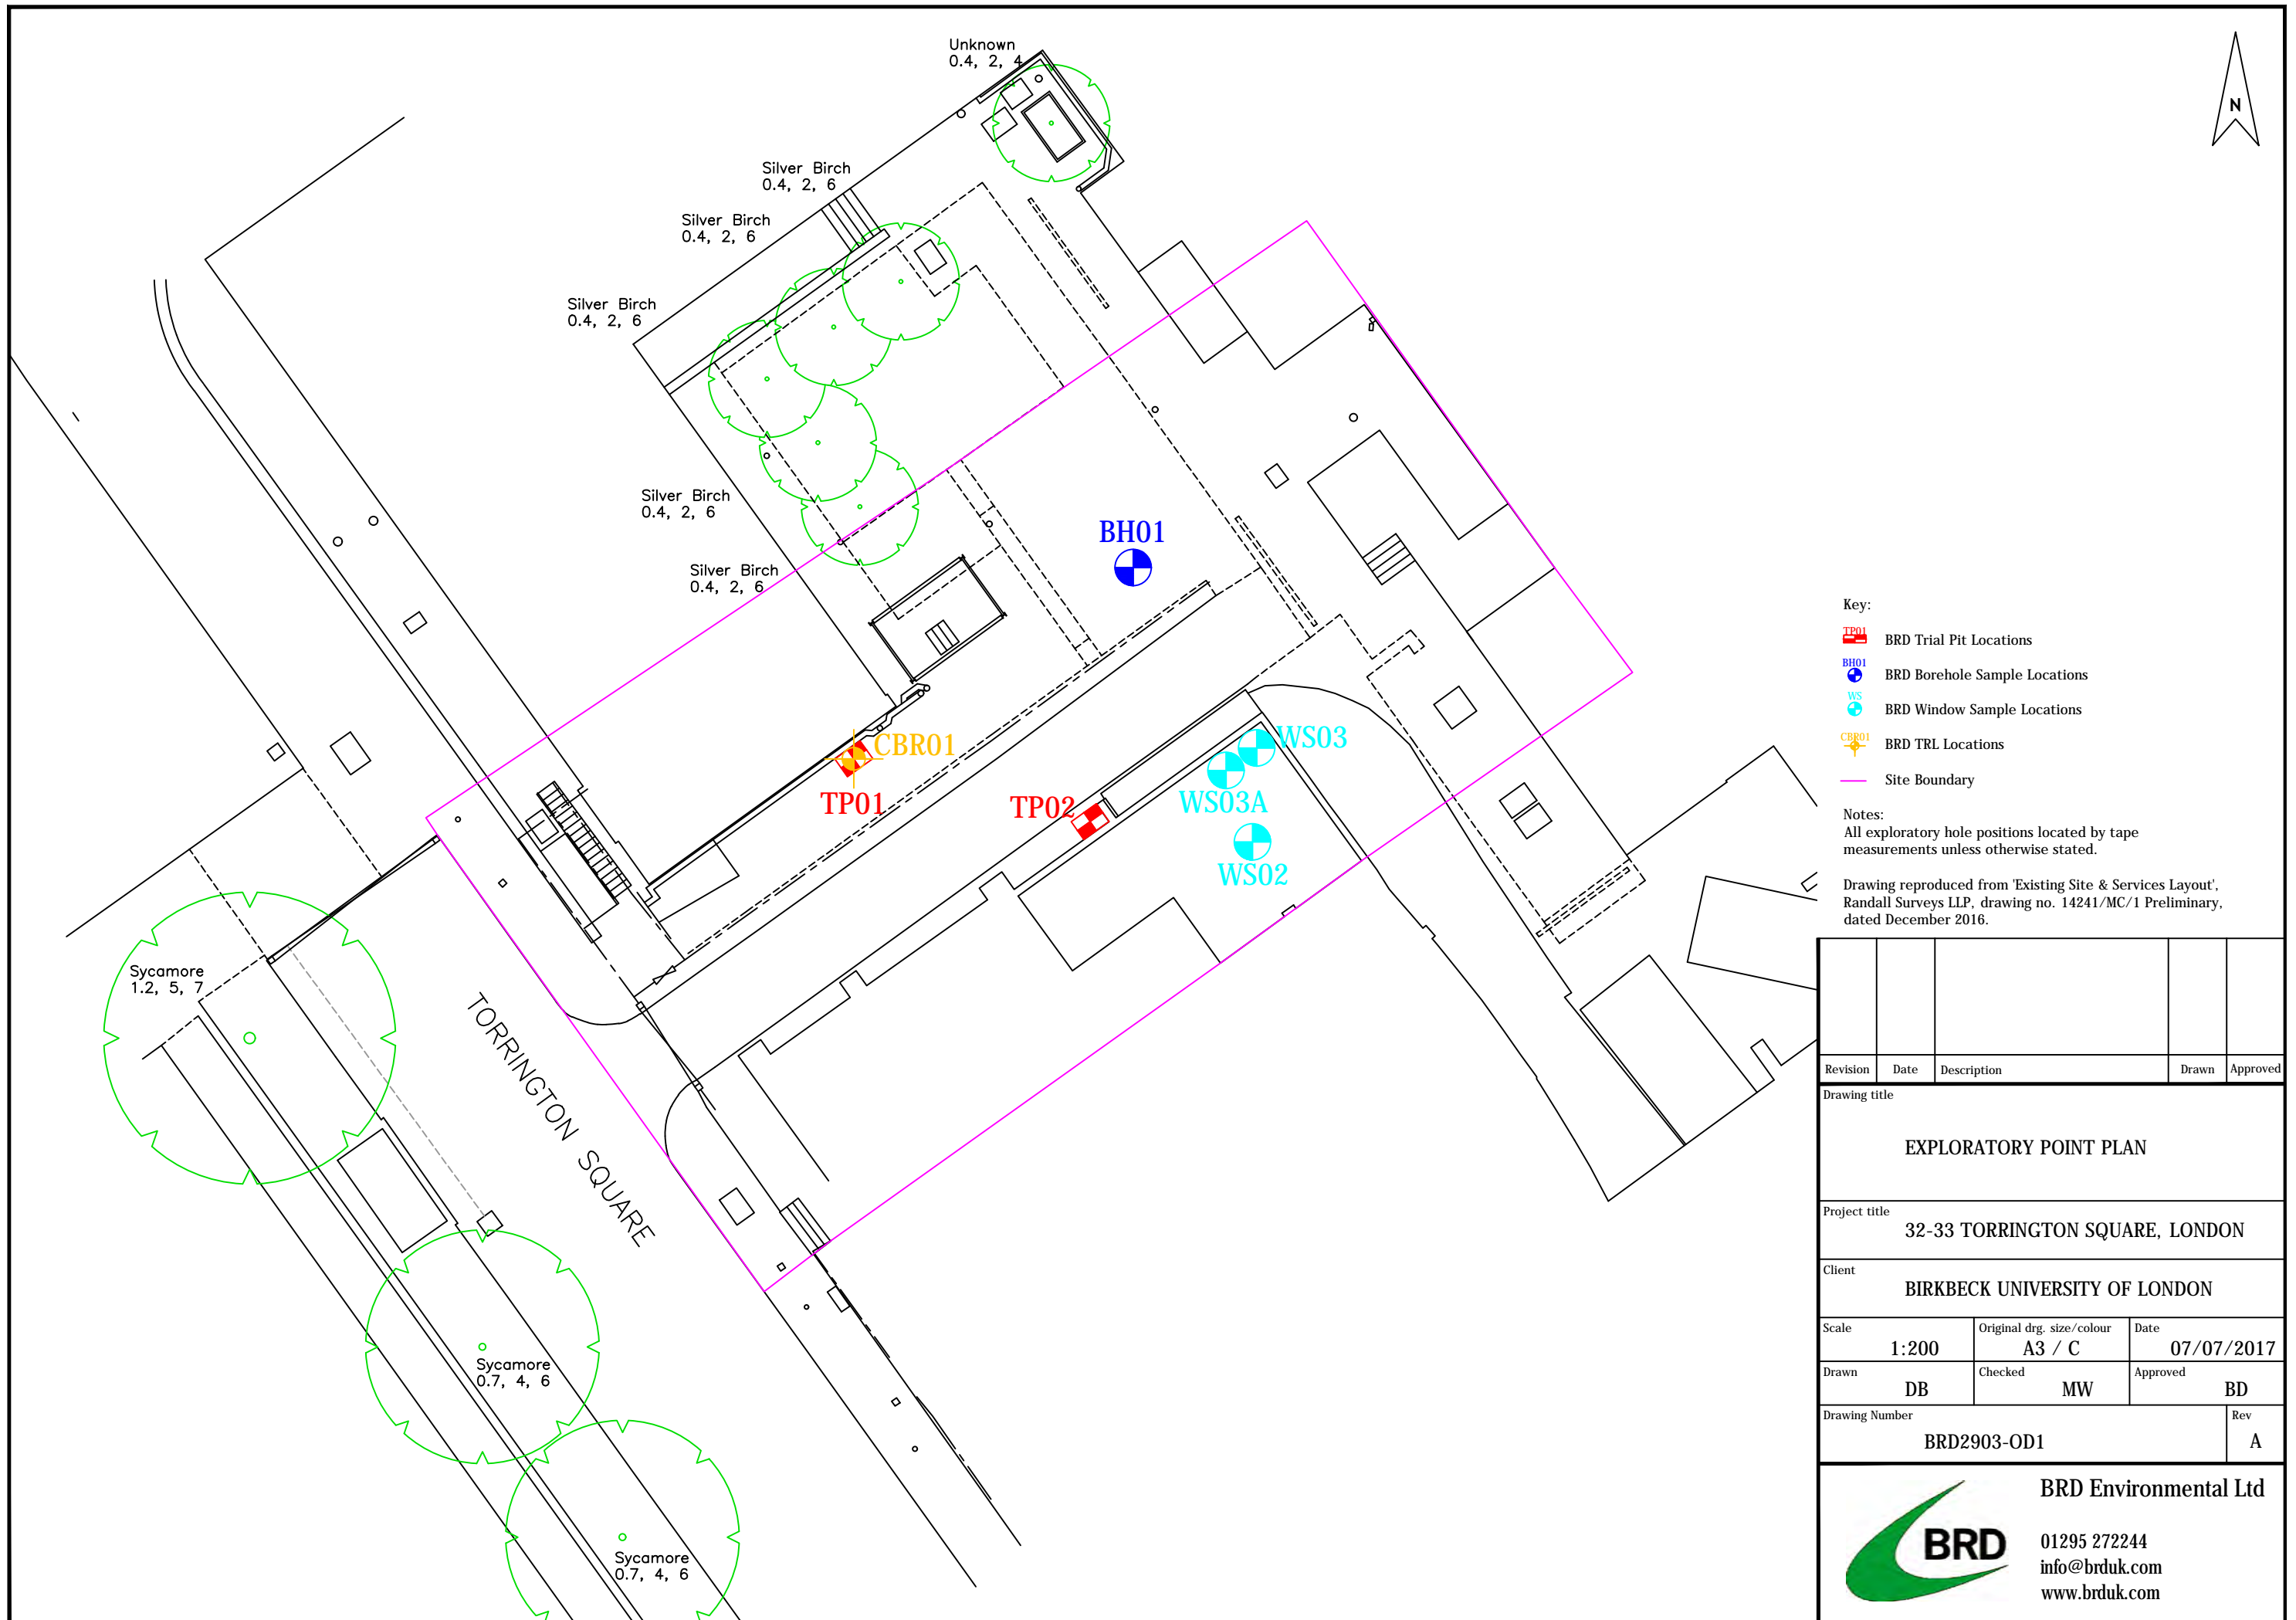 Unknown
0.4, 2, 4
N
Silver Birch
0.4, 2, 6
Silver Birch
0.4, 2, 6
Silver Birch
0.4, 2, 6
Silver Birch
0.4, 2, 6
Silver Birch
0.4, 2, 6
BH01
CBR01
TP01
TP02
WS03
WS03A
WS02
Sycamore
1.2, 5, 7
TORRINGTON SQUARE
Sycamore
0.7, 4, 6
Sycamore
0.7, 4, 6
Key:
TP01
BRD Trial Pit Locations
BH01
BRD Borehole Sample Locations
WS
BRD Window Sample Locations
CBR01
BRD TRL Locations
Site Boundary
Notes:
All exploratory hole positions located by tape
measurements unless otherwise stated.
Drawing reproduced from 'Existing Site & Services Layout',
Randall Surveys LLP, drawing no. 14241/MC/1 Preliminary,
dated December 2016.
Revision Date Description Drawn Approved
Drawing title
EXPLORATORY POINT PLAN
Project title
32-33 TORRINGTON SQUARE, LONDON
Client
BIRKBECK UNIVERSITY OF LONDON
Scale Original drg. size/colour Date
1:200 A3 / C 07/07/2017
Drawn Checked Approved
DB MW BD
Drawing Number Rev
BRD2903-OD1 A
BRD
BRD Environmental Ltd
01295 272244
info@brduk.com
www.brduk.com